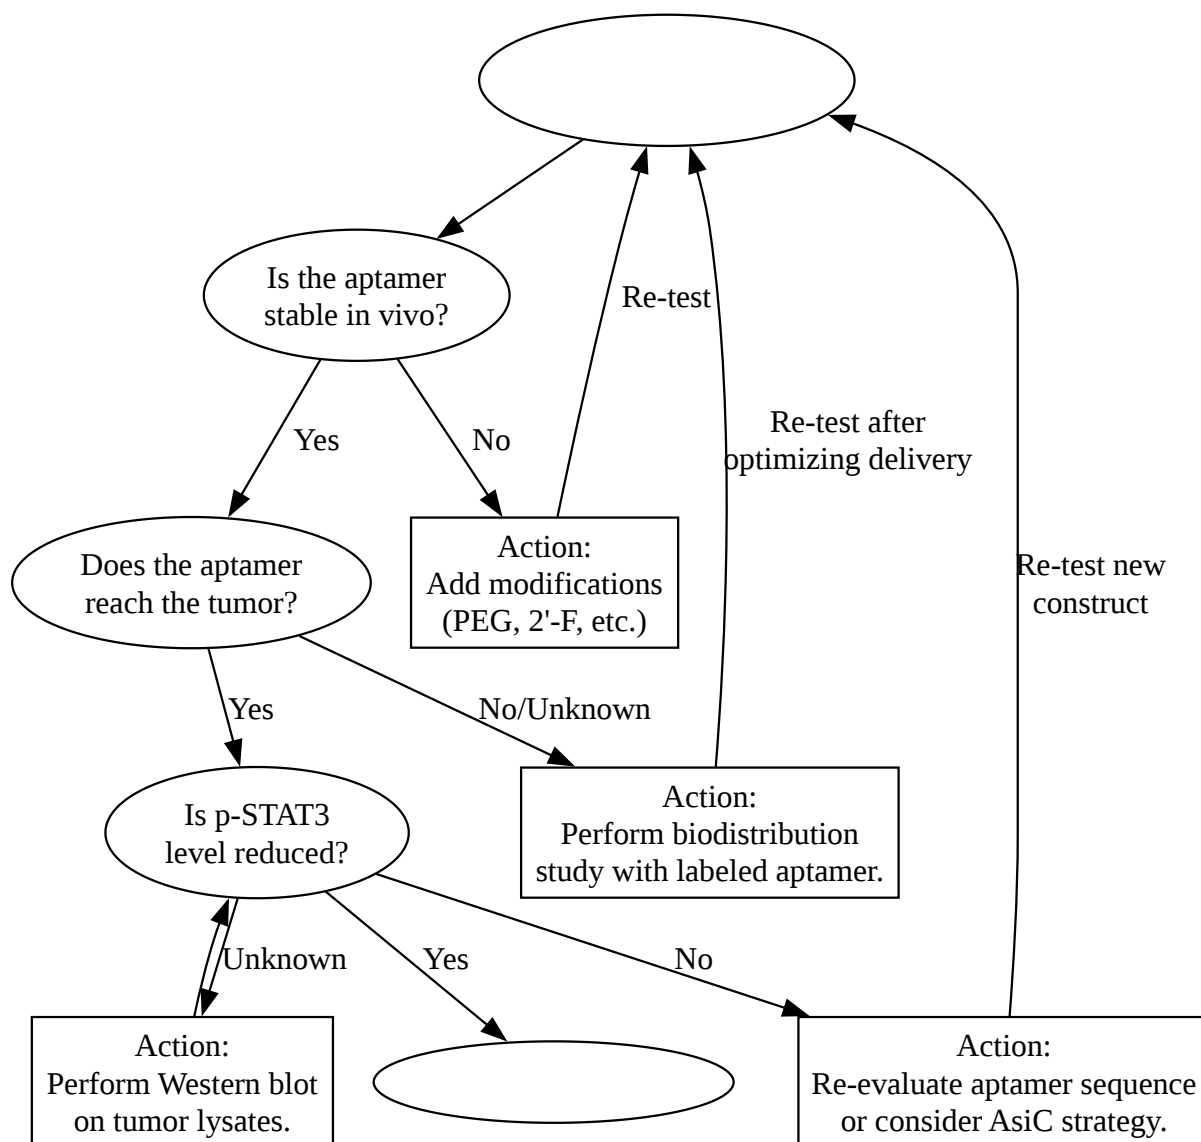 Is the aptamer
stable in vivo?
Re-test
Re-test after
optimizing delivery
Yes
No
Does the aptamer
reach the tumor?
Action:
Add modifications
(PEG, 2'-F, etc.)
Re-test new
construct
Yes
No/Unknown
Is p-STAT3
level reduced?
Action:
Perform biodistribution
study with labeled aptamer.
Unknown
Yes
No
Action:
Perform Western blot
on tumor lysates.
Action:
Re-evaluate aptamer sequence
or consider AsiC strategy.